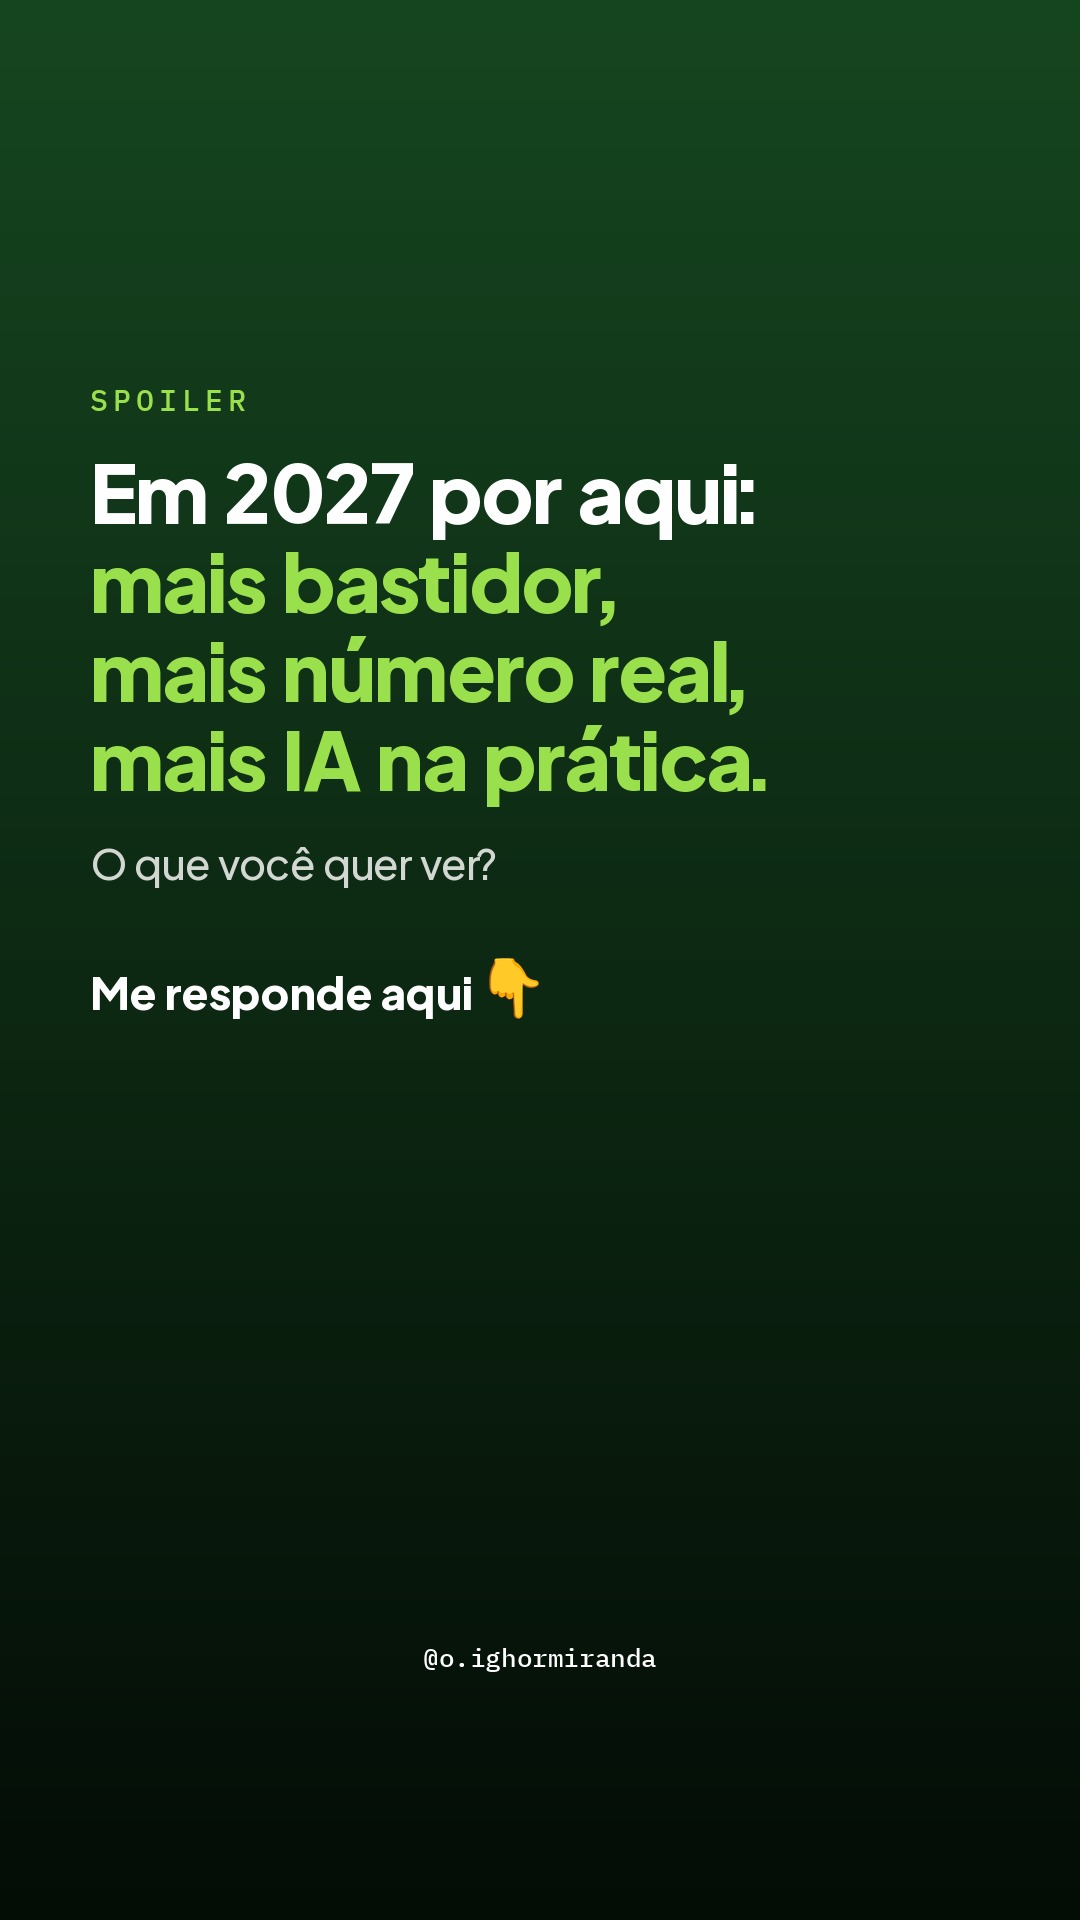 SPOILER
Em 2027 por aqui:
mais bastidor,
mais número real,
mais IA na prática.
O que você quer ver?
Me responde aqui 👇
@o.ighormiranda